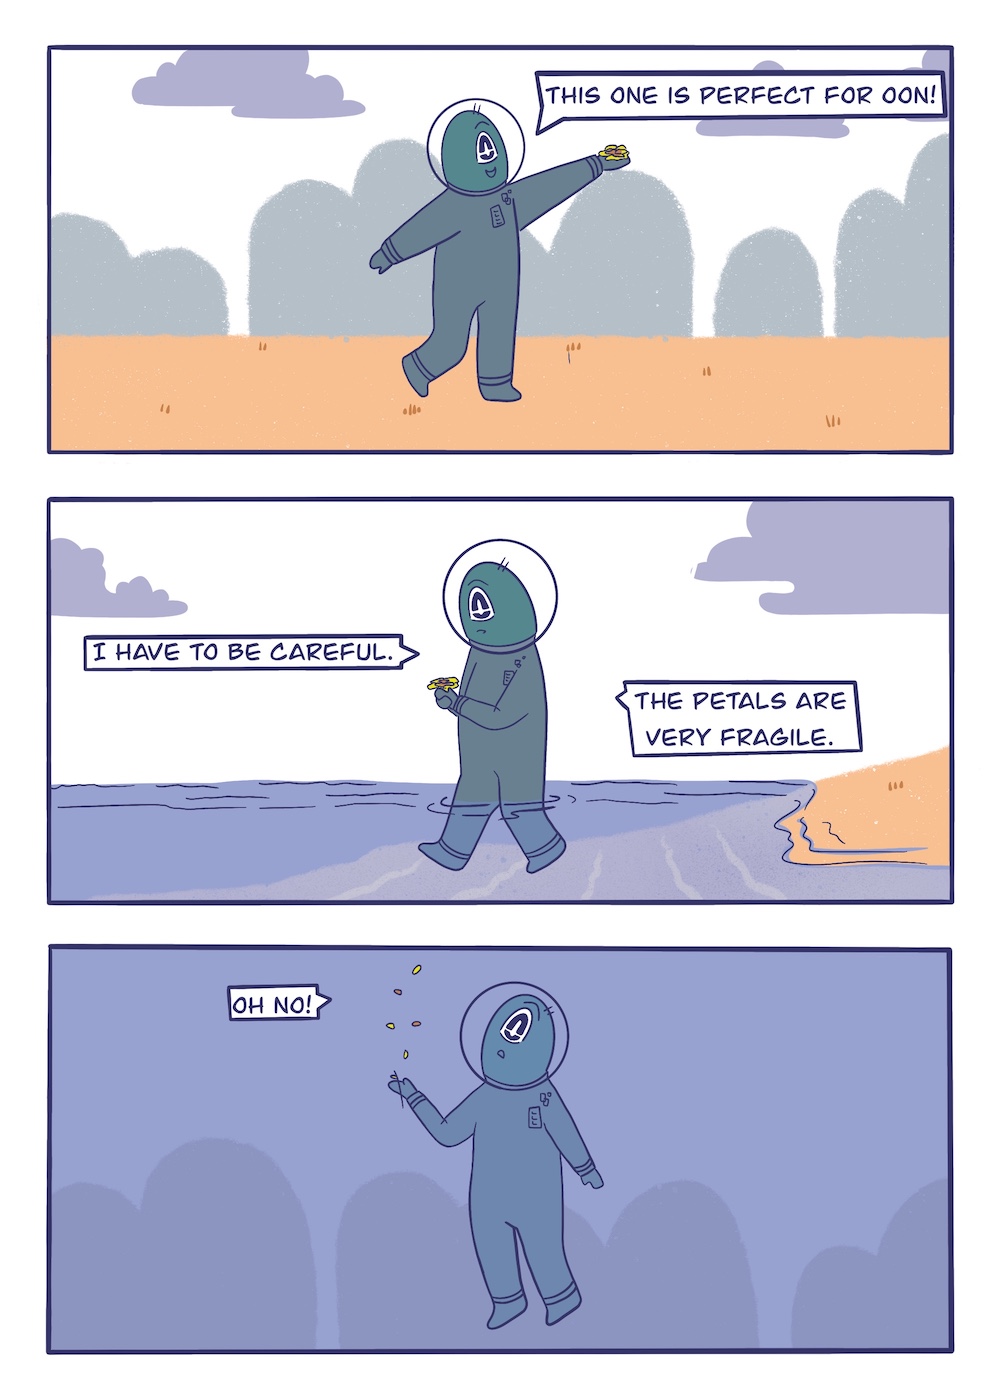 THIS ONE IS PERFECT FOR OON!
I HAVE TO BE CAREFUL.
THE PETALS ARE
VERY FRAGILE.
OH NO!